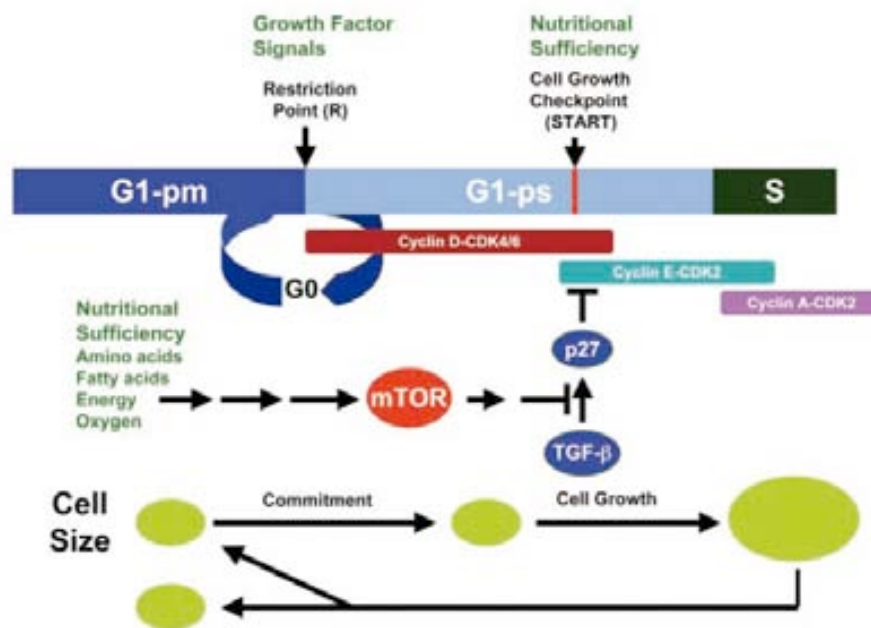 Growth Factor
Signals
Restriction
Point (R)
Nutritional
Sufficiency
Cell Growth
Checkpoint
(START)
G1-pm
G1-ps
S
Cyclin D-CDK4/6
G0
Cyclin E-CDK2
Cyclin A-CDK2
Nutritional
Sufficiency
Amino acids
Fatty acids
Energy
Oxygen
mTOR
p27
TGF-β
Cell
Size
Commitment
Cell Growth